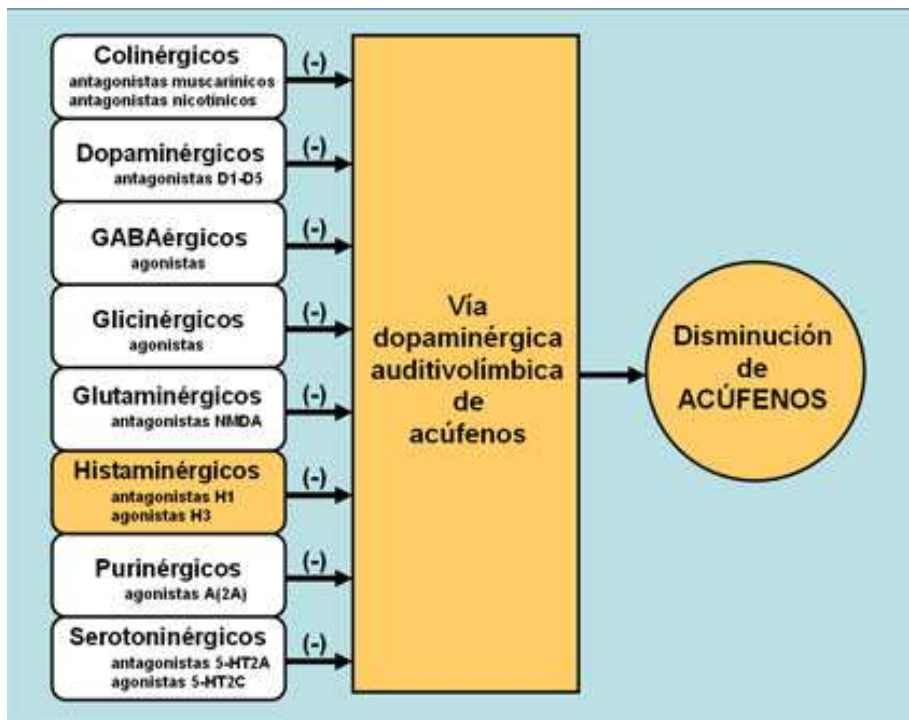 Colinérgicos
antagonistas muscarínicos
antagonistas nicotínicos
(-)
Dopaminérgicos
antagonistas D1-D5
(-)
GABAérgicos
agonistas
(-)
Glicinérgicos
agonistas
(-)
Glutaminérgicos
antagonistas NMDA
(-)
Histaminérgicos
antagonistas H1
agonistas H3
(-)
Purinérgicos
agonistas A(2A)
(-)
Serotoninérgicos
antagonistas 5-HT2A
agonistas 5-HT2C
(-)
Vía
dopaminérgica
auditivolímbica
de
acúfenos
Disminución
de
ACÚFENOS